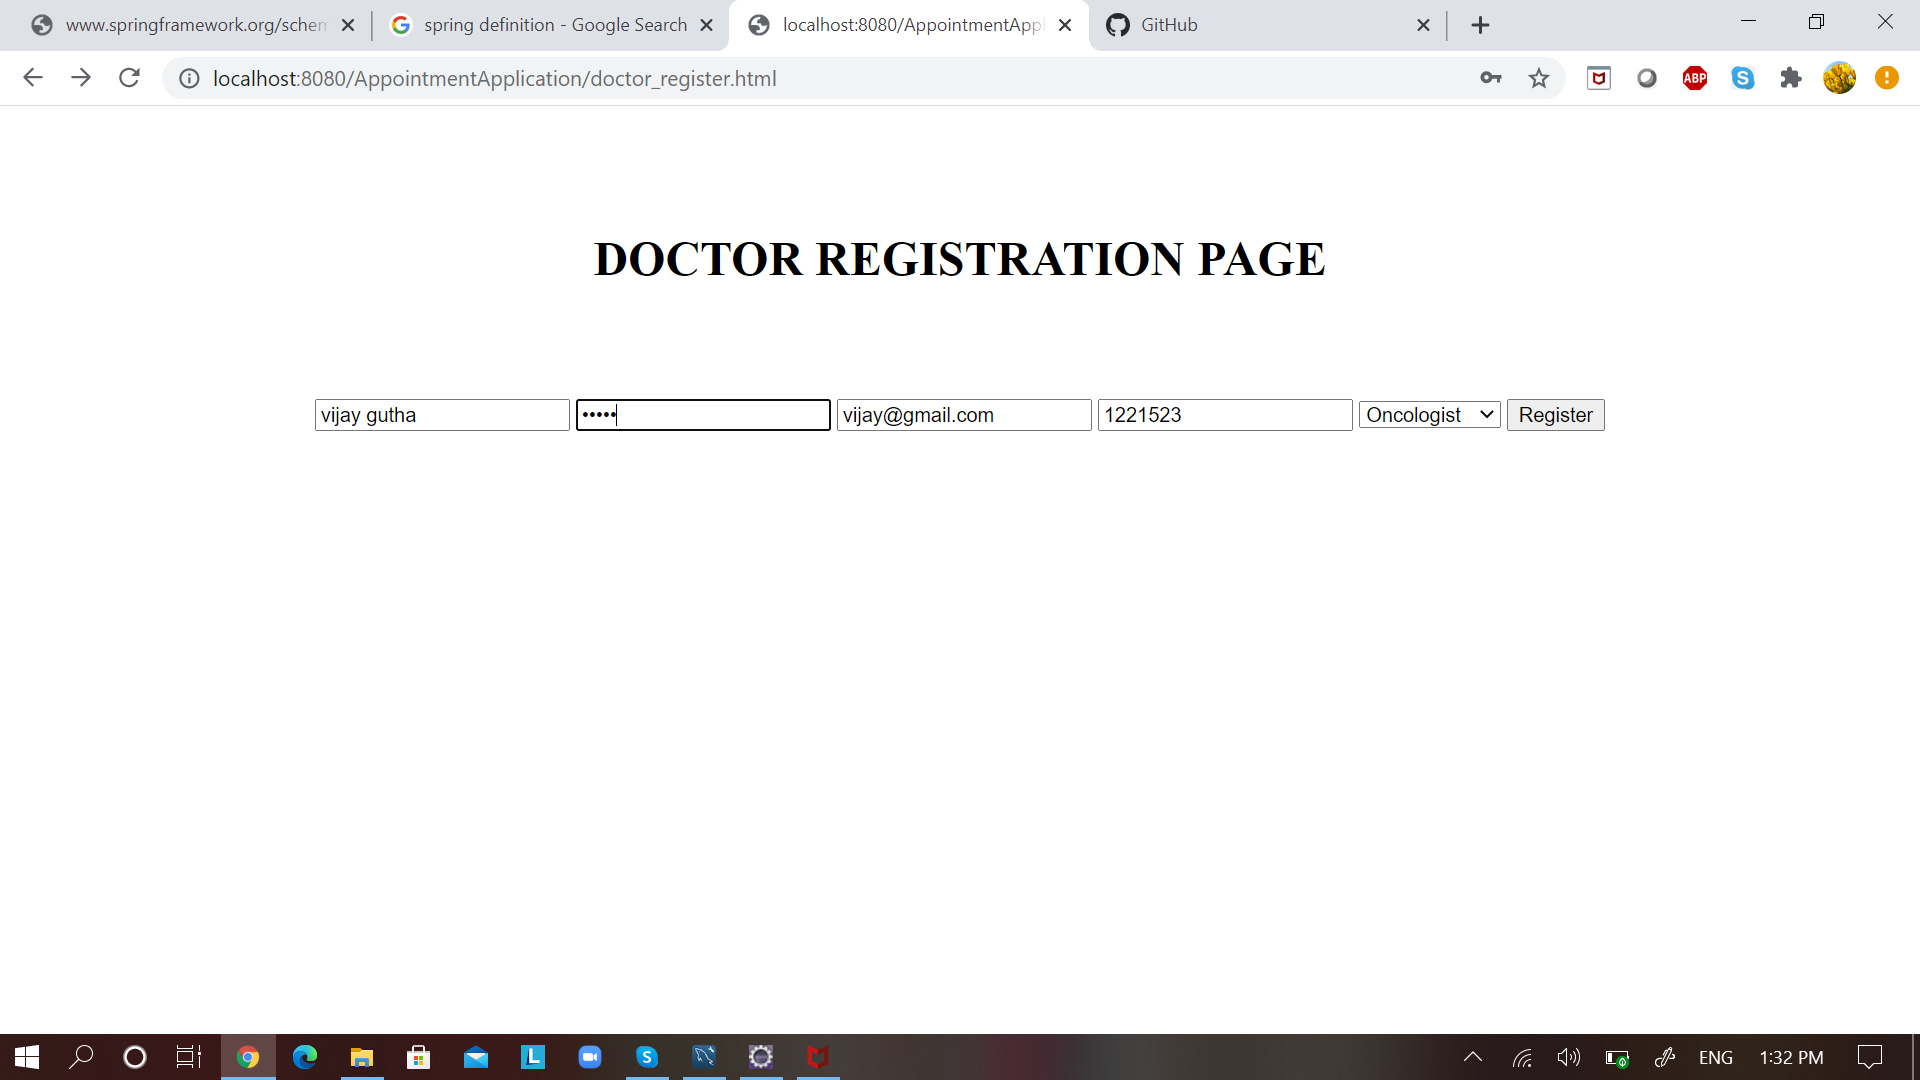 www.springframework.org/schem
spring definition - Google Search
localhost:8080/AppointmentAppl
GitHub
localhost:8080/AppointmentApplication/doctor_register.html
ABP
S
DOCTOR REGISTRATION PAGE
vijay gutha ••••• vijay@gmail.com 1221523 Oncologist Register
L
S
ENG
1:32 PM